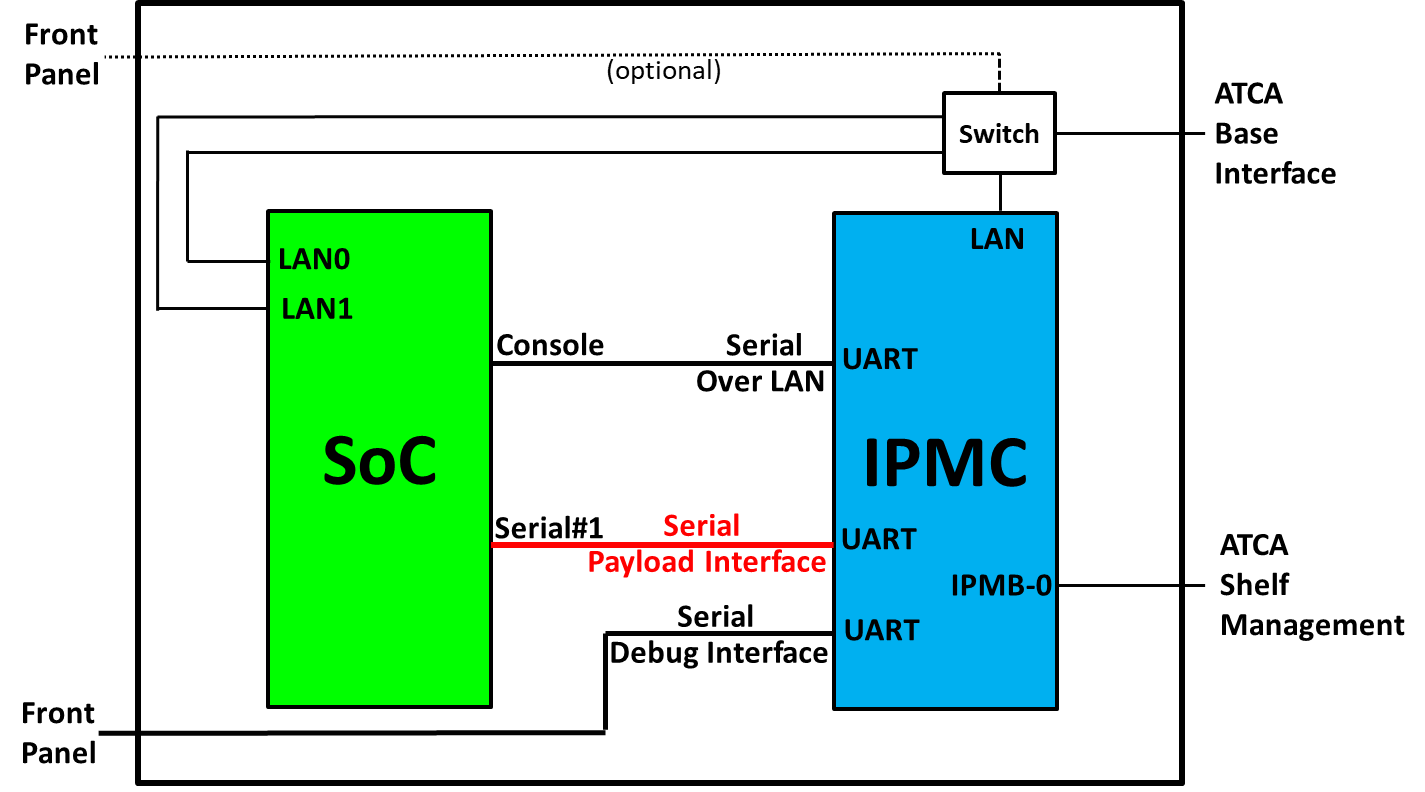 Front
Panel
(optional)
ATCA
Base
Interface
Switch
LAN
LAN0
LAN1
Console
Serial
Over LAN
UART
SoC
IPMC
Serial#1
Serial
Payload Interface
UART
IPMB-0
ATCA
Shelf
Management
Serial
Debug Interface
UART
Front
Panel